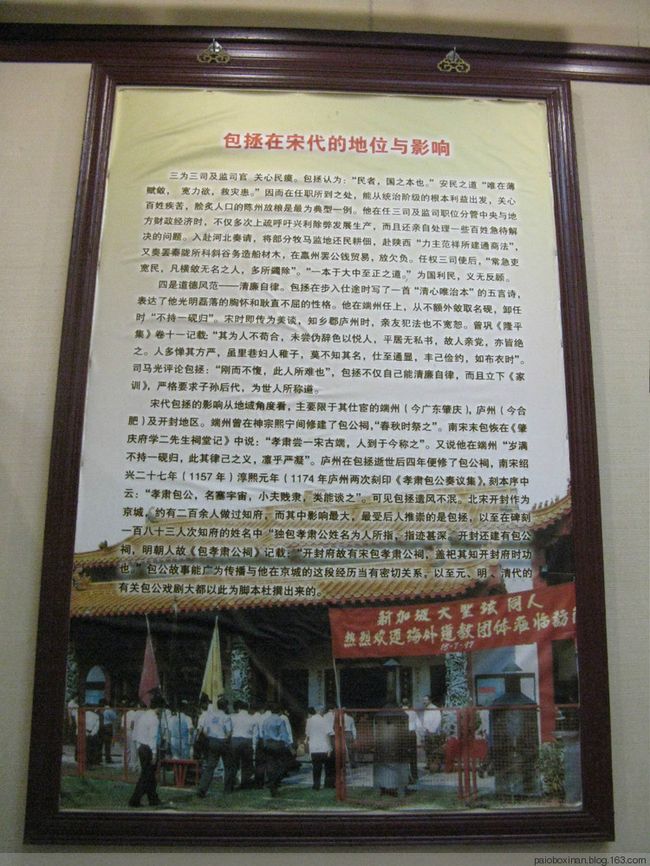 包拯在宋代的地位与影响
三为三司及监司官 关心民瘼。包拯认为：“民者，国之本也。”安民之道“唯在薄
赋敛，宽力欲，救灾患。”因而在任职所到之处，能从统治阶级的根本利益出发，关心
百姓疾苦，脍炙人口的陈州放粮是最为典型一例。他在任三司及监司职位分管中央与地
方财政经济时，不仅多次上疏呼吁兴利除弊发展生产，而且还亲自处理一些百姓急待解
决的问题。入赴河北奏请，将部分牧马监地还民耕佃，赴陕西“力主范祥所建通商法”，
又奏罢秦陇所科斜谷务造船材木，在嬴州罢公钱贸易，放欠负。任权三司使后，“常急吏
宽民，凡横敛无名之人，多所蠲除”。“一本于大中至正之道。”为国利民，义无反顾。
四是道德风范——清廉自律。包拯在步入仕途时写了一首“清心唯治本”的五言诗，
表达了他光明磊落的胸怀和耿直不屈的性格。他在端州任上，从不额外敛取名砚，卸任
时“不持一砚归”。宋时即传为美谈，知乡郡庐州时，亲友犯法也不宽恕。曾巩《隆平
集》卷十一记载：“其为人不苟合，未尝伪辞色以悦人，平居无私书，故人亲党，亦皆绝
之。人多惮其方严，虽里巷妇人稚子，莫不知其名，仕至通显，丰己俭约，如布衣时”。
司马光评论包拯：“刚而不愎，此人所难也”，包拯不仅自己能清廉自律，而且立下《家
训》，严格要求子孙后代，为世人所称道。
宋代包拯的影响从地域角度看，主要限于其仕宦的端州（今广东肇庆），庐州（今合
肥）及开封地区。端州曾在神宗熙宁间修建了包公祠，“春秋时祭之”。南宋末包恢在《肇
庆府学二先生祠堂记》中说：“孝肃尝一宋古端，人到于今称之”。又说他在端州“岁满
不持一砚归，此其律己之义，凛乎严凝”。庐州在包拯逝世后四年便修了包公祠，南宋绍
兴二十七年（1157年）淳熙元年（1174年庐州两次刻印《孝肃包公奏议集》，刻本序中
云：“孝肃包公，名塞宇宙，小夫贱隶，类能谈之”。可见包拯遗风不泯。北宋开封作为
京城，约有二百余人做过知府，而其中影响最大，最受后人推崇的是包拯，以至在碑刻
一百八十三人次知府的姓名中“独包孝肃公姓名为人所指，指迹甚深。开封还建有包公
祠，明朝人故《包孝肃公祠》记载：“开封府故有宋包孝肃公祠，盖祀其知开封府时功
也。”包公故事能广为传播与他在京城的这段经历当有密切关系，以至元、明、清代的
有关包公戏剧大都以此为脚本杜撰出来的。
新加坡大圣坛同人
热烈欢迎海外道教团体莅临访
18-7-97
paioboxinan.blog.163.com